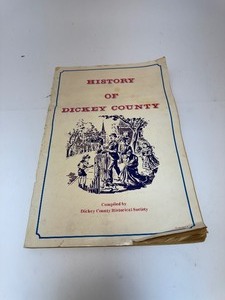 HISTORY
OF
DICKEY COUNTY
Compiled by
Dickey County Historical Society